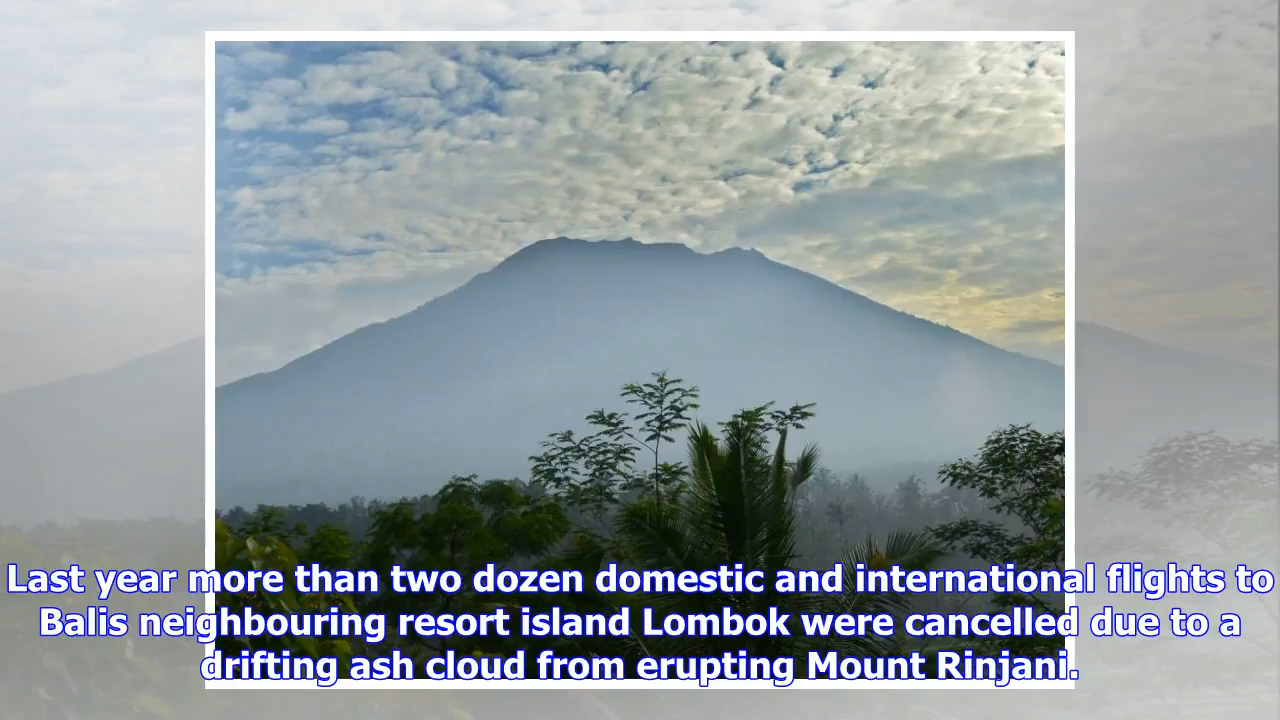 Last year more than two dozen domestic and international flights to
Balis neighbouring resort island Lombok were cancelled due to a
drifting ash cloud from erupting Mount Rinjani.